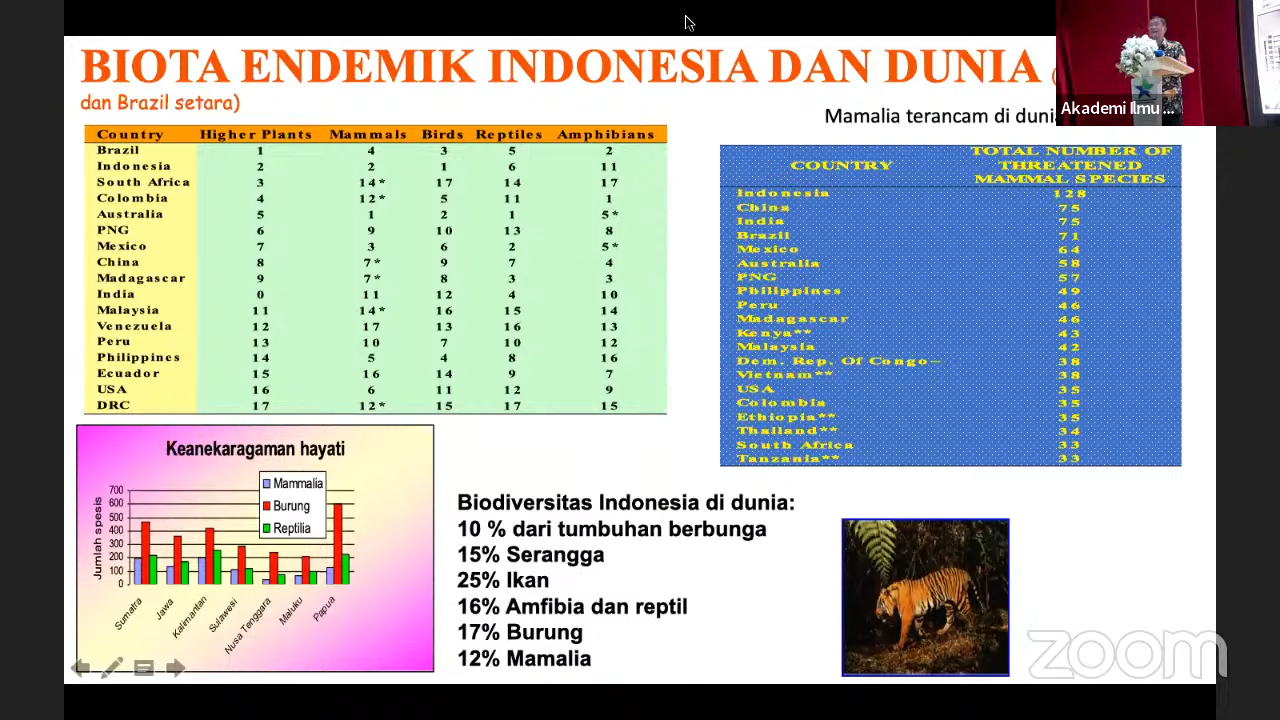 BIOTA ENDEMIK INDONESIA DAN DUNIA
dan Brazil setara)
Akademi Ilmu ...
Mamalia terancam di dunia
Country Higher Plants Mammals Birds Reptiles Amphibians
Brazil 1 4 3 5 2
Indonesia 2 2 1 6 11
South Africa 3 14* 17 14 17
Colombia 4 12* 5 11 1
Australia 5 1 2 1 5*
PNG 6 9 10 13 8
Mexico 7 3 6 2 5*
China 8 7* 9 7 4
Madagascar 9 7* 8 3 3
India 0 11 12 4 10
Malaysia 11 14* 16 15 14
Venezuela 12 17 13 16 13
Peru 13 10 7 10 12
Philippines 14 5 4 8 16
Ecuador 15 16 14 9 7
USA 16 6 11 12 9
DRC 17 12* 15 17 15
COUNTRY TOTAL NUMBER OF THREATENED MAMMAL SPECIES
Indonesia 128
China 75
India 75
Brazil 71
Mexico 64
Australia 58
PNG 57
Philippines 49
Peru 46
Madagascar 46
Kenya** 43
Malaysia 42
Dem. Rep. Of Congo~ 38
Vietnam** 38
USA 35
Colombia 35
Ethiopia** 35
Thailand** 34
South Africa 33
Tanzania** 33
Keanekaragaman hayati
Mammalia
Burung
Reptilia
Jumlah spesis
700
600
500
400
300
200
100
0
Sumatra
Jawa
Kalimantan
Sulawesi
Nusa Tenggara
Maluku
Papua
Biodiversitas Indonesia di dunia:
10 % dari tumbuhan berbunga
15% Serangga
25% Ikan
16% Amfibia dan reptil
17% Burung
12% Mamalia
zoom